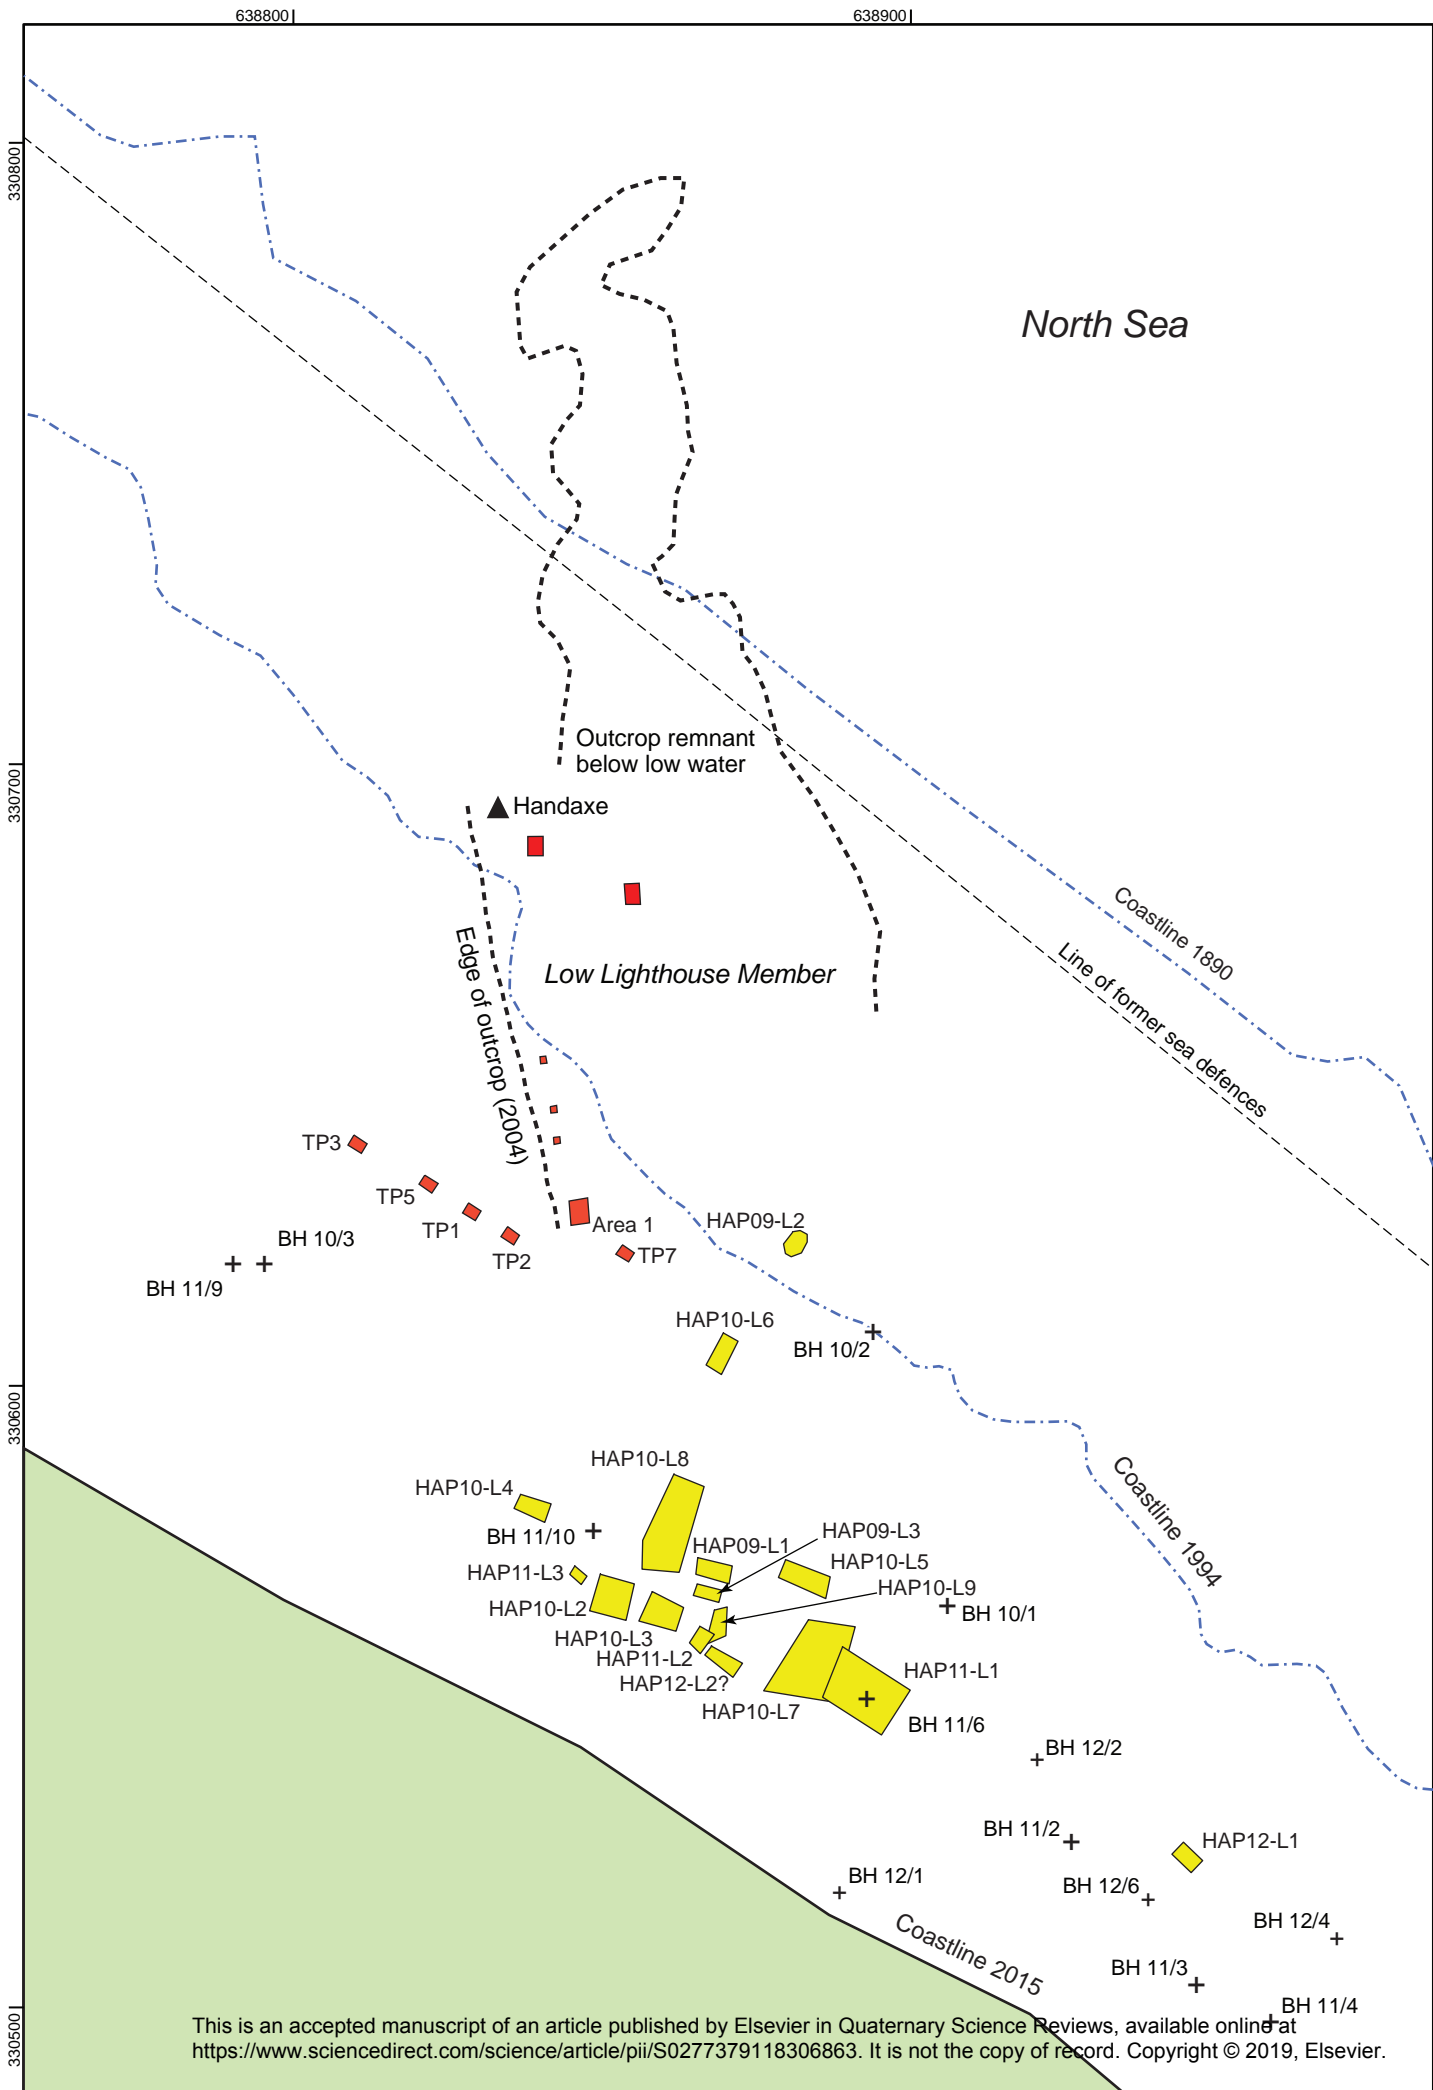 638800
638900
330800
North Sea
Outcrop remnant
below low water
330700
Handaxe
Coastline 1890
Edge of outcrop (2004)
Low Lighthouse Member
Line of former sea defences
TP3
TP5
TP1
TP2
Area 1
TP7
HAP09-L2
BH 10/3
BH 11/9
HAP10-L6
BH 10/2
330600
HAP10-L8
HAP10-L4
BH 11/10
HAP09-L3
HAP09-L1
HAP10-L5
HAP11-L3
HAP10-L9
HAP10-L2
BH 10/1
HAP10-L3
HAP11-L2
HAP12-L2?
HAP11-L1
HAP10-L7
BH 11/6
Coastline 1994
BH 12/2
BH 11/2
HAP12-L1
BH 12/1
BH 12/6
BH 12/4
Coastline 2015
BH 11/3
BH 11/4
330500
This is an accepted manuscript of an article published by Elsevier in Quaternary Science Reviews, available online at
https://www.sciencedirect.com/science/article/pii/S0277379118306863. It is not the copy of record. Copyright © 2019, Elsevier.